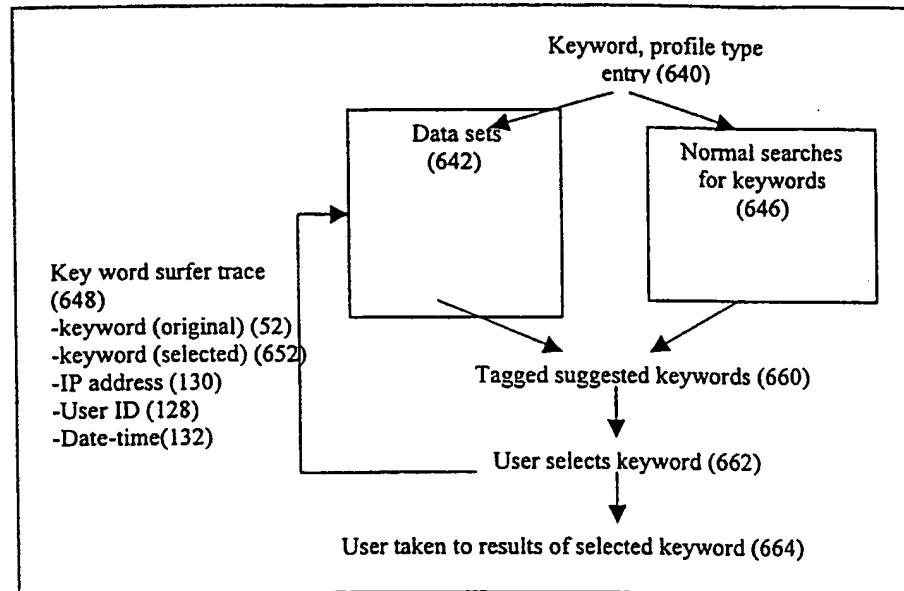 Keyword, profile type
entry (640)
Data sets
(642)
Normal searches
for keywords
(646)
Key word surfer trace
(648)
-keyword (original) (52)
-keyword (selected) (652)
-IP address (130)
-User ID (128)
-Date-time(132)
Tagged suggested keywords (660)
User selects keyword (662)
User taken to results of selected keyword (664)